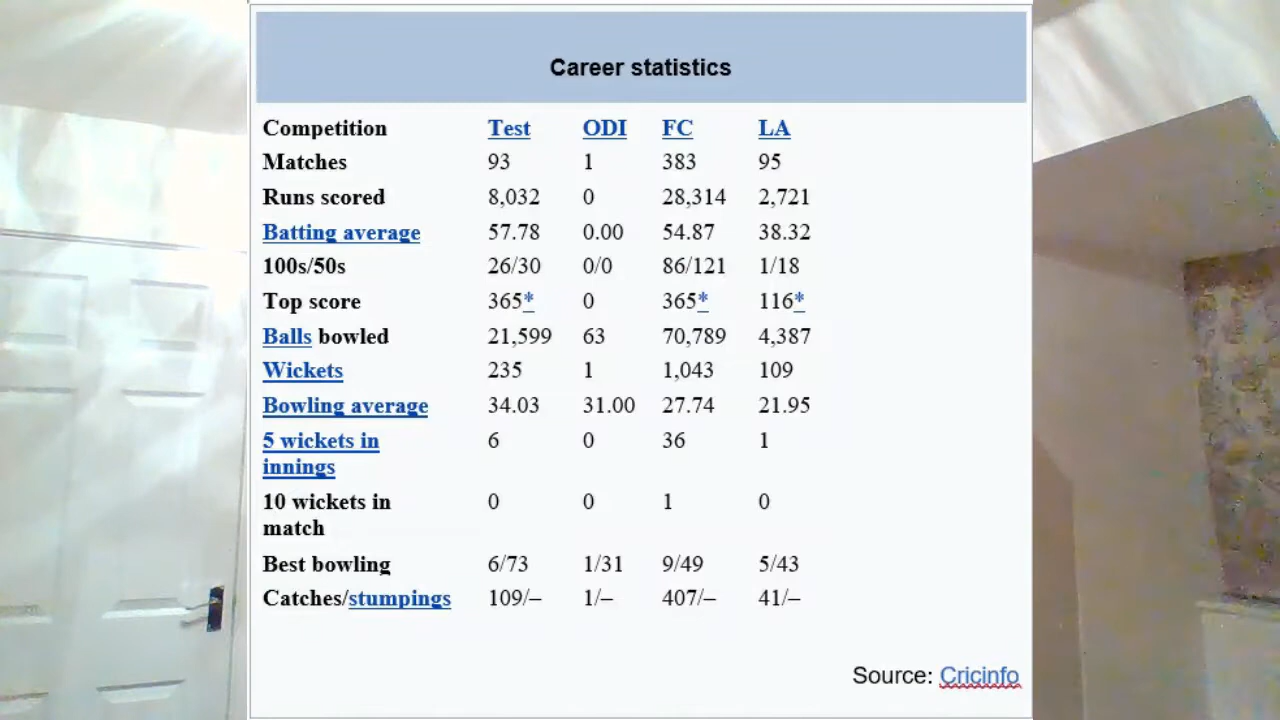 Career statistics
Competition Test ODI FC LA
Matches 93 1 383 95
Runs scored 8,032 0 28,314 2,721
Batting average 57.78 0.00 54.87 38.32
100s/50s 26/30 0/0 86/121 1/18
Top score 365* 0 365* 116*
Balls bowled 21,599 63 70,789 4,387
Wickets 235 1 1,043 109
Bowling average 34.03 31.00 27.74 21.95
5 wickets in 6 0 36 1
innings
10 wickets in 0 0 1 0
match
Best bowling 6/73 1/31 9/49 5/43
Catches/stumpings 109/– 1/– 407/– 41/–
Source: Cricinfo